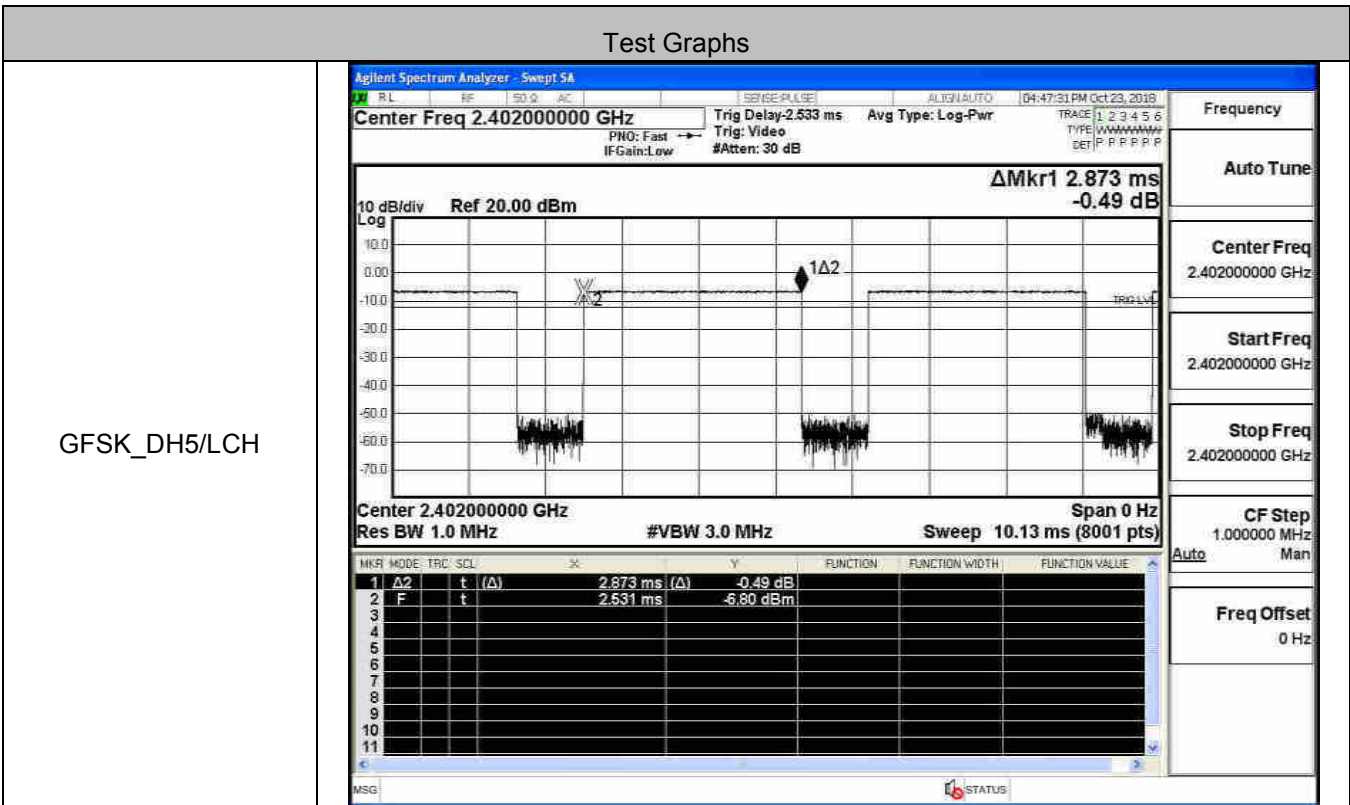 Test Graphs
GFSK_DH5/LCH
Agilent Spectrum Analyzer - Swept SA
RL RF 50 Ω AC SENSE:PULSE ALIGNAUTO 04:47:31 PM Oct 23, 2018
Center Freq 2.402000000 GHz Trig Delay-2.533 ms Avg Type: Log-Pwr TRACE 1 2 3 4 5 6
PNO: Fast Trig: Video TYPE
IFGain:Low #Atten: 30 dB DET P P P P P P
ΔMkr1 2.873 ms
-0.49 dB
10 dB/div Ref 20.00 dBm
Log
10.0
0.00
-10.0
-20.0
-30.0
-40.0
-50.0
-60.0
-70.0
1Δ2
2
TRIG LVL
Center 2.402000000 GHz Span 0 Hz
Res BW 1.0 MHz #VBW 3.0 MHz Sweep 10.13 ms (8001 pts)
MKR MODE TRC SCL X Y FUNCTION FUNCTION WIDTH FUNCTION VALUE
1 Δ2 t (Δ) 2.873 ms (Δ) -0.49 dB
2 F t 2.531 ms -6.80 dBm
3
4
5
6
7
8
9
10
11
MSG STATUS
Frequency
Auto Tune
Center Freq
2.402000000 GHz
Start Freq
2.402000000 GHz
Stop Freq
2.402000000 GHz
CF Step
1.000000 MHz
Auto Man
Freq Offset
0 Hz